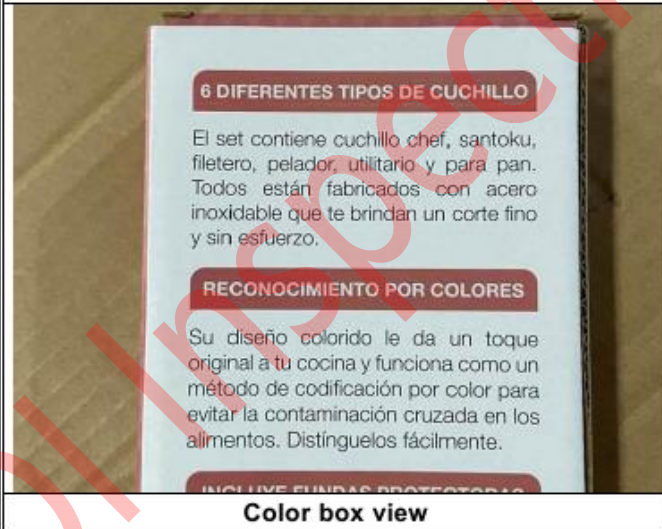 6 DIFERENTES TIPOS DE CUCHILLO
El set contiene cuchillo chef, santoku,
filetero, pelador, utilitario y para pan.
Todos están fabricados con acero
inoxidable que te brindan un corte fino
y sin esfuerzo.
RECONOCIMIENTO POR COLORES
Su diseño colorido le da un toque
original a tu cocina y funciona como un
método de codificación por color para
evitar la contaminación cruzada en los
alimentos. Distínguelos fácilmente.
INCLUYE FUNDAS PROTECTORAS
Color box view